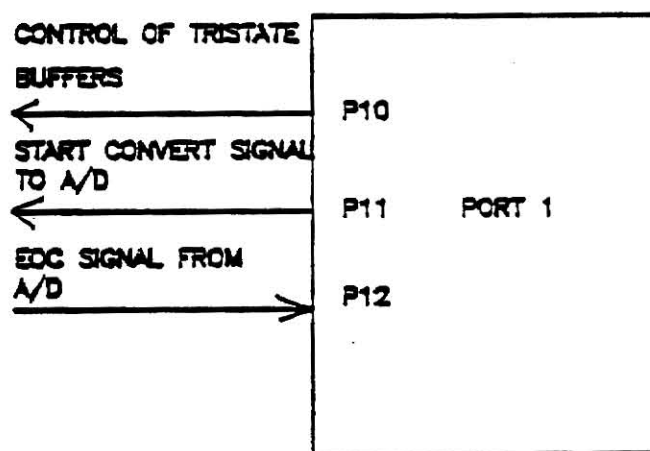 CONTROL OF TRISTATE
BUFFERS
P10
START CONVERT SIGNAL
TO A/D
P11 PORT 1
EOC SIGNAL FROM
A/D
P12